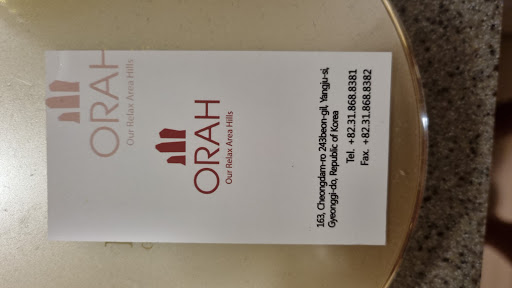 ORAH
Our Relax Area Hills
ORAH
Our Relax Area Hills
163, Cheongdam-ro 243beon-gil, Yangju-si,
Gyeonggi-do, Republic of Korea
Tel. +82.31.868.8381
Fax. +82.31.868.8382